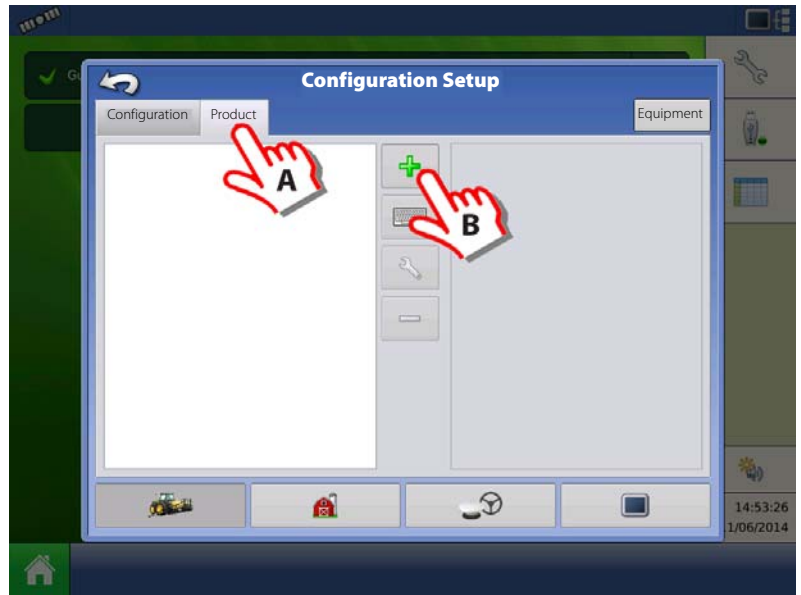 Configuration Setup
Configuration Product Equipment
A
B
14:53:26
1/06/2014